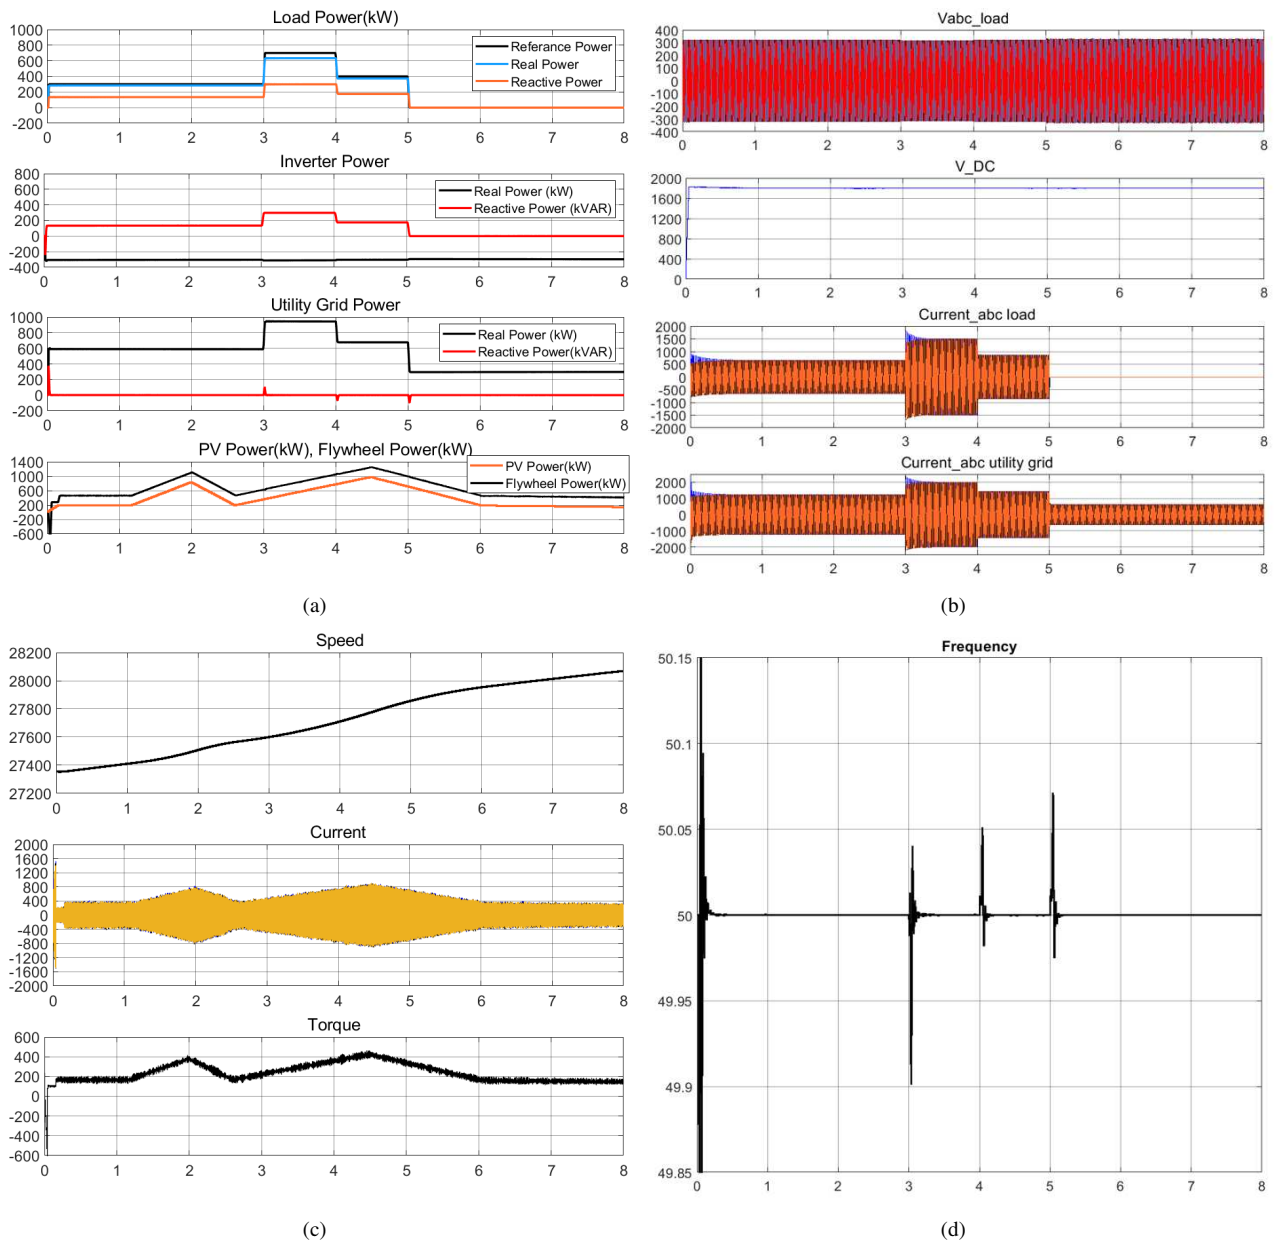 Load Power(kW)
1000
800
600
400
200
0
-200
Referance Power
Real Power
Reactive Power
0 1 2 3 4 5 6 7 8
Inverter Power
800
600
400
200
0
-200
-400
Real Power (kW)
Reactive Power (kVAR)
0 1 2 3 4 5 6 7 8
Utility Grid Power
1000
800
600
400
200
0
-200
Real Power (kW)
Reactive Power(kVAR)
0 1 2 3 4 5 6 7 8
PV Power(kW), Flywheel Power(kW)
1400
1000
600
200
-200
-600
PV Power(kW)
Flywheel Power(kW)
0 1 2 3 4 5 6 7 8
(a)
Vabc_load
400
300
200
100
0
-100
-200
-300
-400
0 1 2 3 4 5 6 7 8
V_DC
2000
1600
1200
800
400
0
0 1 2 3 4 5 6 7 8
Current_abc load
2000
1500
1000
500
0
-500
-1000
-1500
-2000
0 1 2 3 4 5 6 7 8
Current_abc utility grid
2000
1000
0
-1000
-2000
0 1 2 3 4 5 6 7 8
(b)
Speed
28200
28000
27800
27600
27400
27200
0 1 2 3 4 5 6 7 8
Current
2000
1600
1200
800
400
0
-400
-800
-1200
-1600
-2000
0 1 2 3 4 5 6 7 8
Torque
600
400
200
0
-200
-400
-600
0 1 2 3 4 5 6 7 8
(c)
Frequency
50.15
50.1
50.05
50
49.95
49.9
49.85
0 1 2 3 4 5 6 7 8
(d)